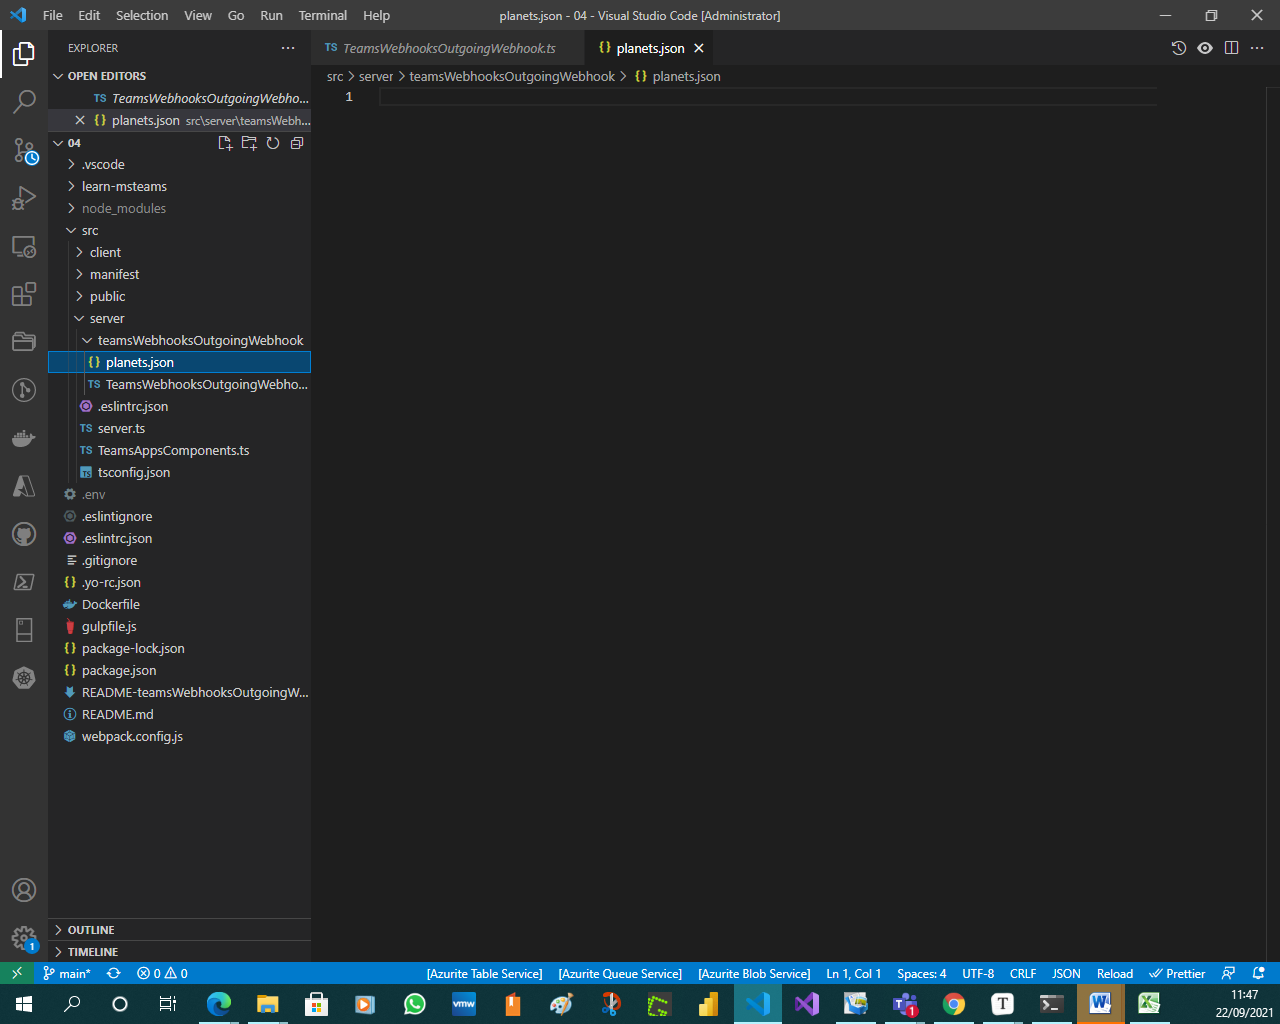 File Edit Selection View Go Run Terminal Help planets.json - 04 - Visual Studio Code [Administrator]
EXPLORER
TS TeamsWebhooksOutgoingWebhook.ts {} planets.json
OPEN EDITORS
src > server > teamsWebhooksOutgoingWebhook > {} planets.json
TS TeamsWebhooksOutgoingWebho...
1
{} planets.json src\server\teamsWebh...
04
.vscode
learn-msteams
node_modules
src
client
manifest
public
server
teamsWebhooksOutgoingWebhook
{} planets.json
TS TeamsWebhooksOutgoingWebho...
.eslintrc.json
TS server.ts
TS TeamsAppsComponents.ts
TS tsconfig.json
.env
.eslintignore
.eslintrc.json
.gitignore
{} .yo-rc.json
Dockerfile
gulpfile.js
{} package-lock.json
{} package.json
README-teamsWebhooksOutgoingW...
README.md
webpack.config.js
1
OUTLINE
TIMELINE
main* 0 0 [Azurite Table Service] [Azurite Queue Service] [Azurite Blob Service] Ln 1, Col 1 Spaces: 4 UTF-8 CRLF JSON Reload Prettier
vmw T 1 T W X
11:47
22/09/2021